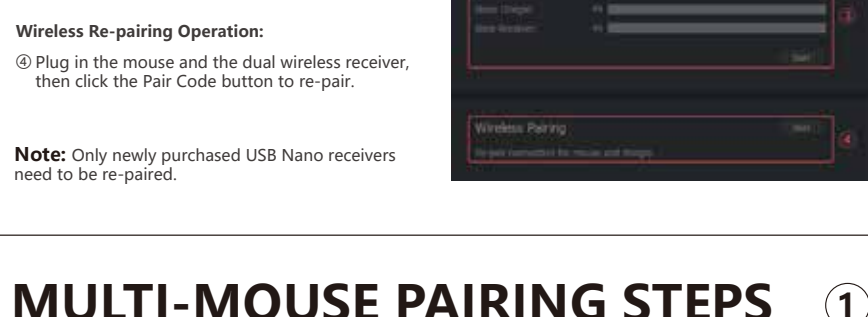 Wireless Re-pairing Operation:
④ Plug in the mouse and the dual wireless receiver,
then click the Pair Code button to re-pair.
Note: Only newly purchased USB Nano receivers
need to be re-paired.
③
Wireless Pairing
④
MULTI-MOUSE PAIRING STEPS ①